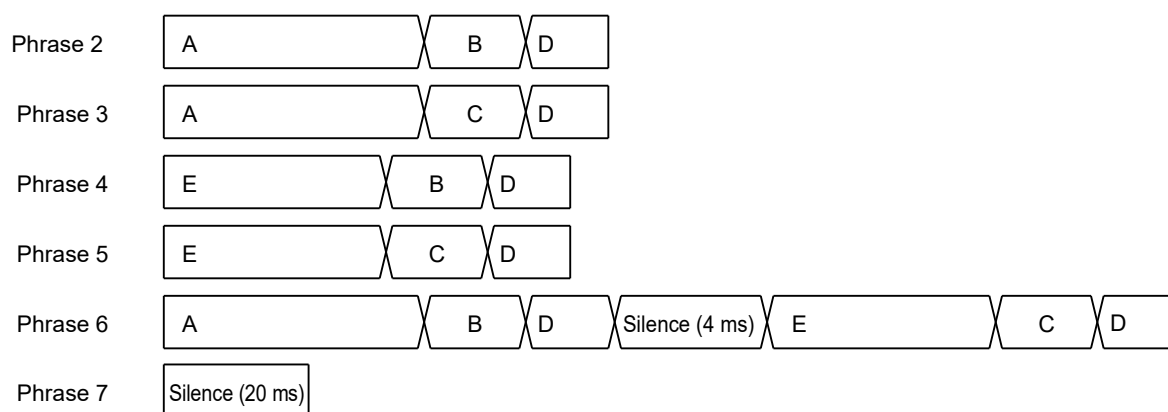 Phrase 2 A B D
Phrase 3 A C D
Phrase 4 E B D
Phrase 5 E C D
Phrase 6 A B D Silence (4 ms) E C D
Phrase 7 Silence (20 ms)